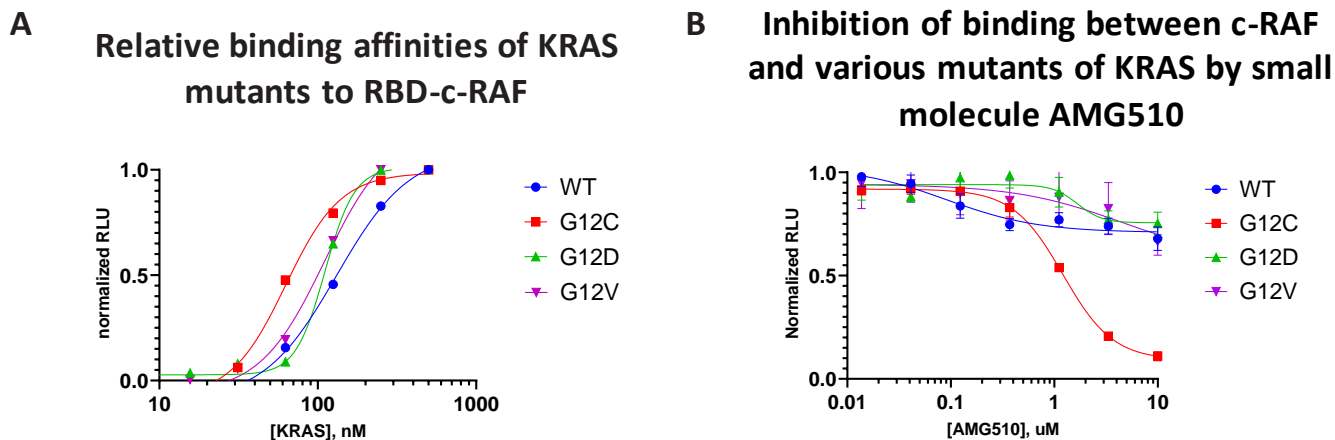 A
Relative binding affinities of KRAS
mutants to RBD-c-RAF
1.0
0.5
0.0
normalized RLU
10
100
1000
[KRAS], nM
WT
G12C
G12D
G12V
B
Inhibition of binding between c-RAF
and various mutants of KRAS by small
molecule AMG510
1.0
0.5
0.0
Normalized RLU
0.01
0.1
1
10
[AMG510], uM
WT
G12C
G12D
G12V